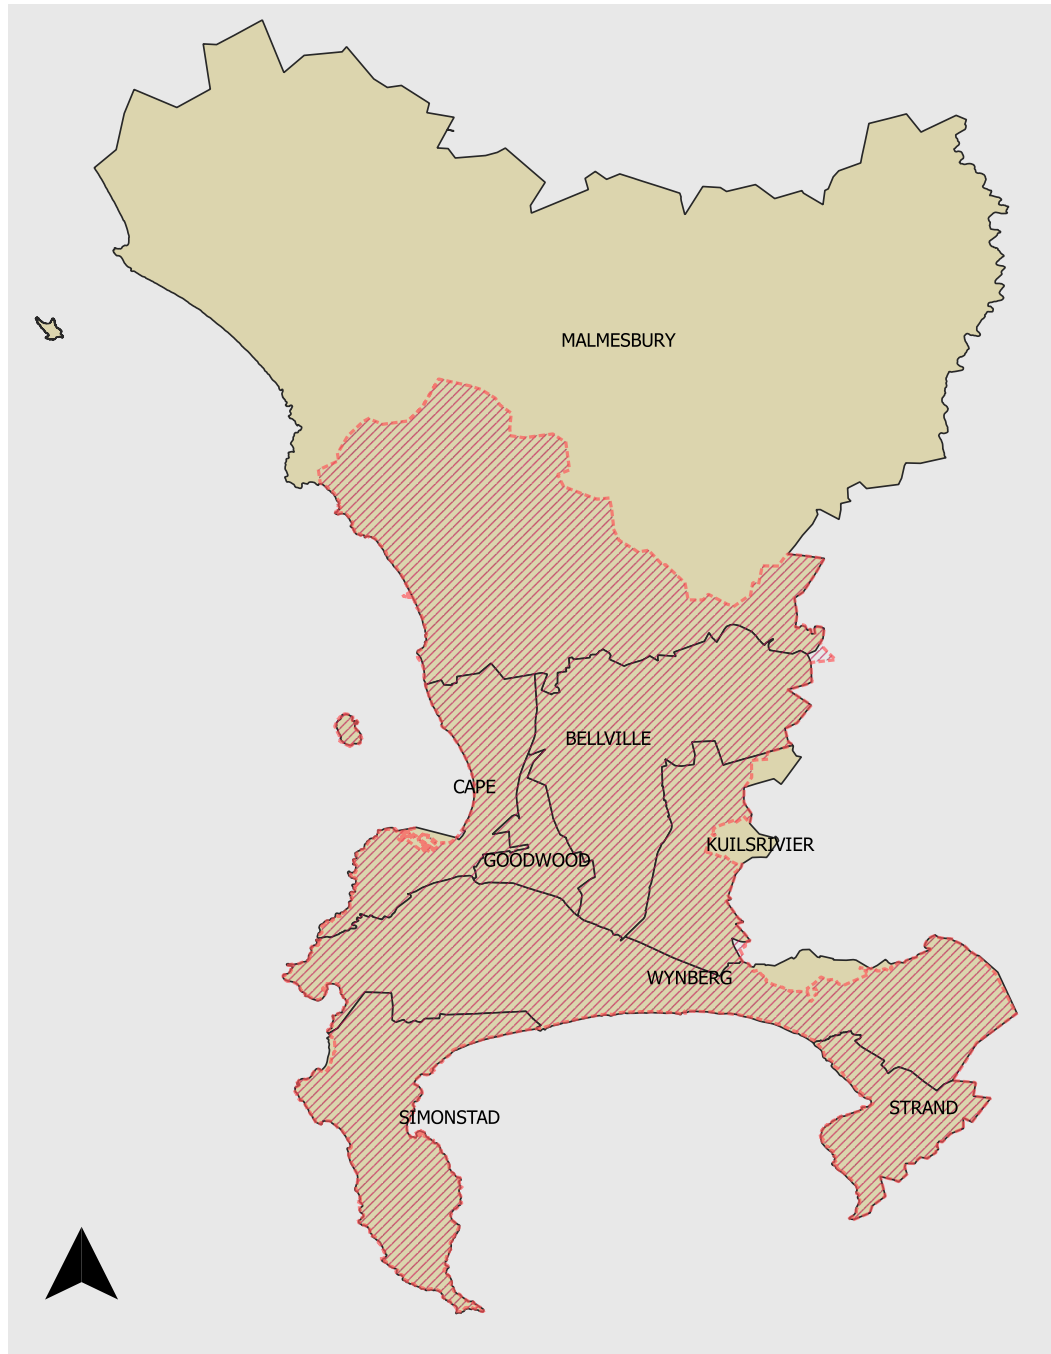 MALMESBURY
BELLVILLE
CAPE
KUILSRIVIER
GOODWOOD
WYNBERG
STRAND
SIMONSTAD